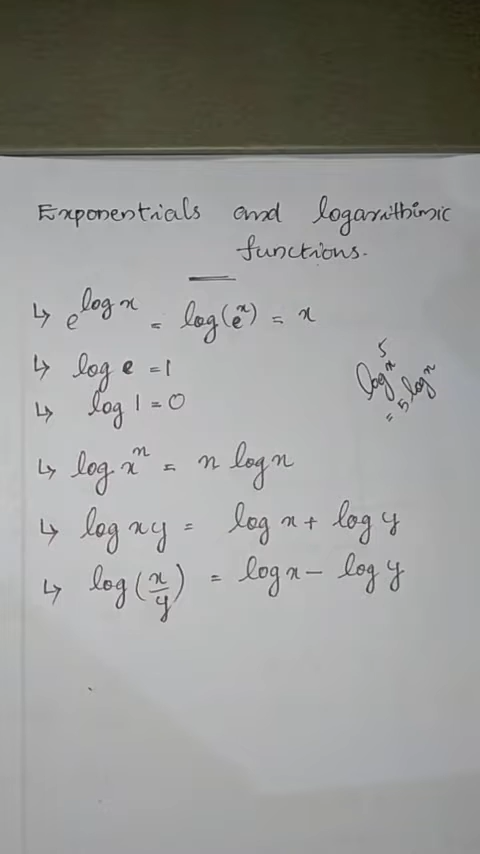 Exponentials and logarithimic
functions.
↳ e^{log x} = log(e^x) = x
↳ log e = 1
↳ log 1 = 0
log x^5
= 5 log x
↳ log x^n = n log x
↳ log xy = log x + log y
↳ log(x/y) = log x - log y